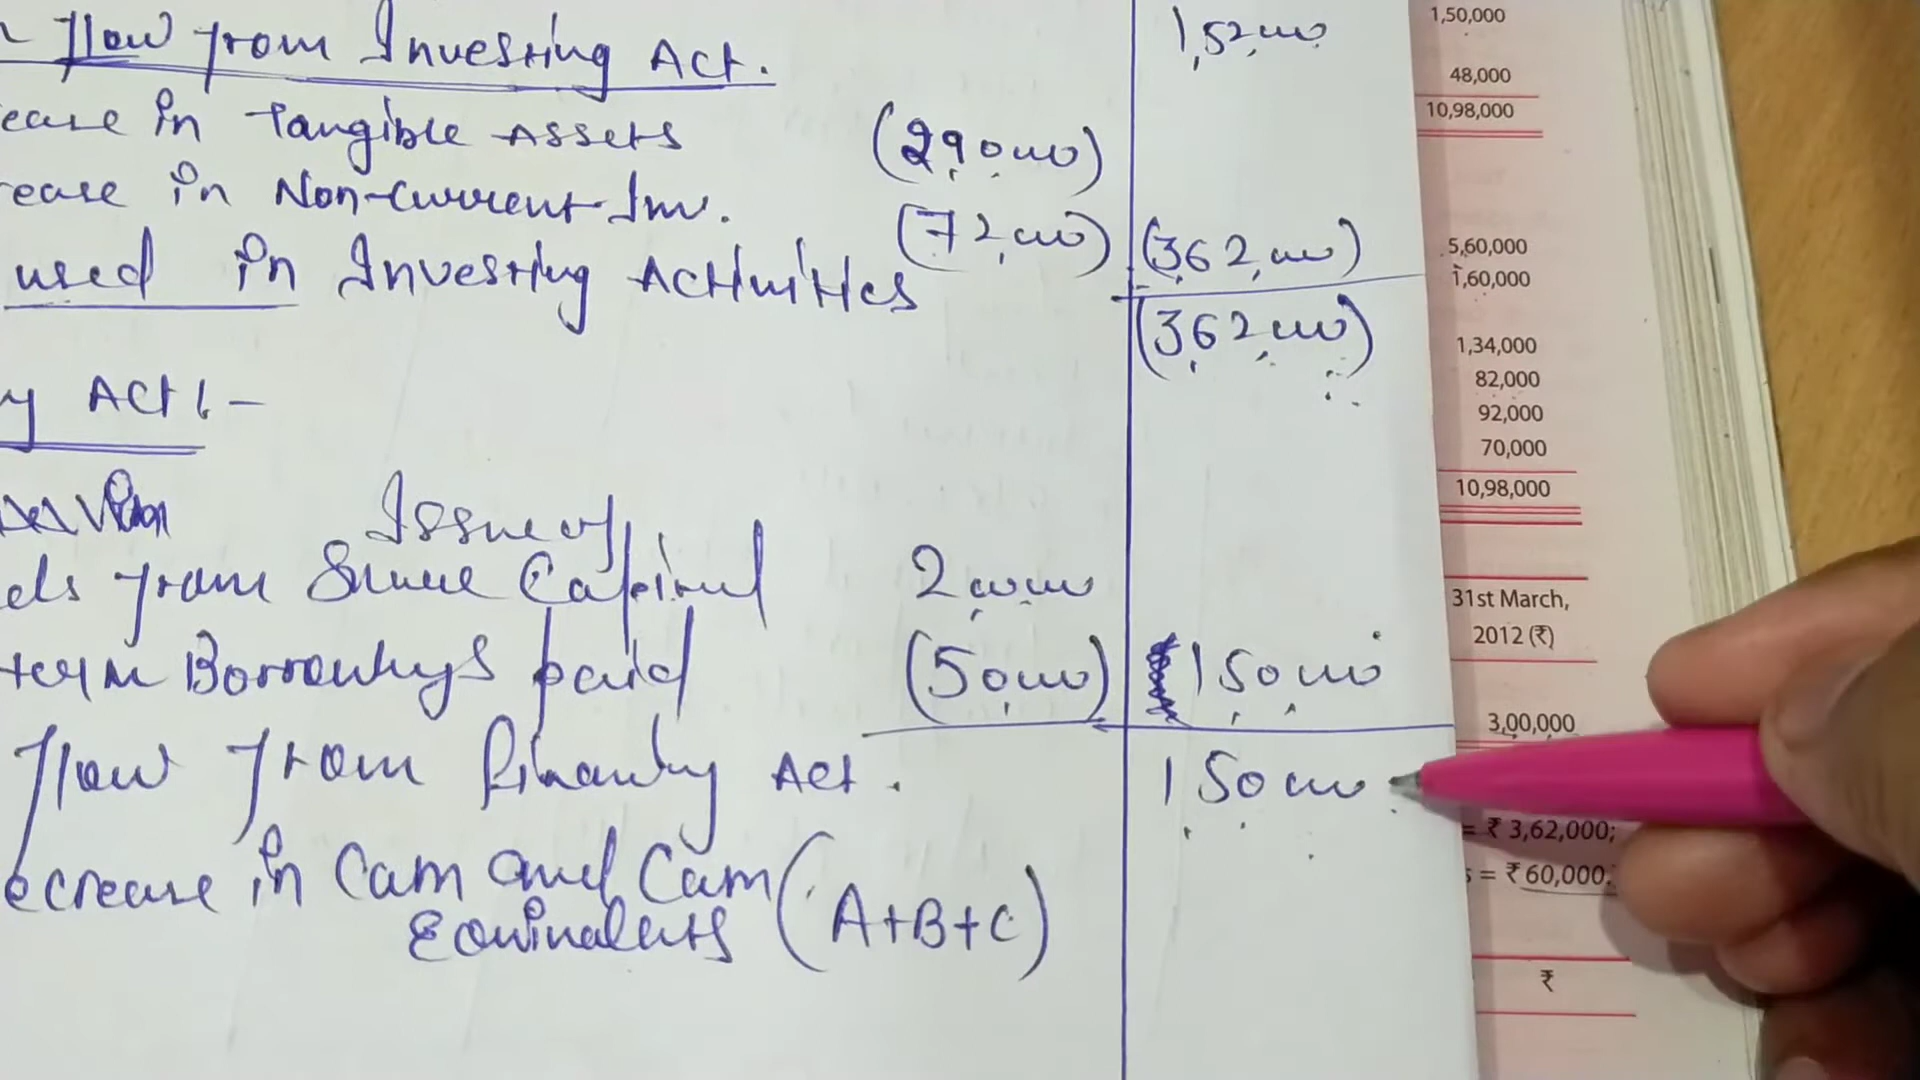 Flow from Investing Act. 1,52,000
ease in Tangible Assets (2,90,000)
rease in Non-Current Inv. (72,000) (3,62,000)
used in Investing Activities (3,62,000)
y Act:-
Issue of
ds from Share Capital 2,00,000
term Borrowings paid (50,000) 1,50,000
flow from financing Act. 1,50,000
ecrease in Cash and Cash
Equivalents (A+B+C)
1,50,000
48,000
10,98,000
5,60,000
1,60,000
1,34,000
82,000
92,000
70,000
10,98,000
31st March,
2012 (₹)
3,00,000
= ₹ 3,62,000;
= ₹ 60,000.
₹